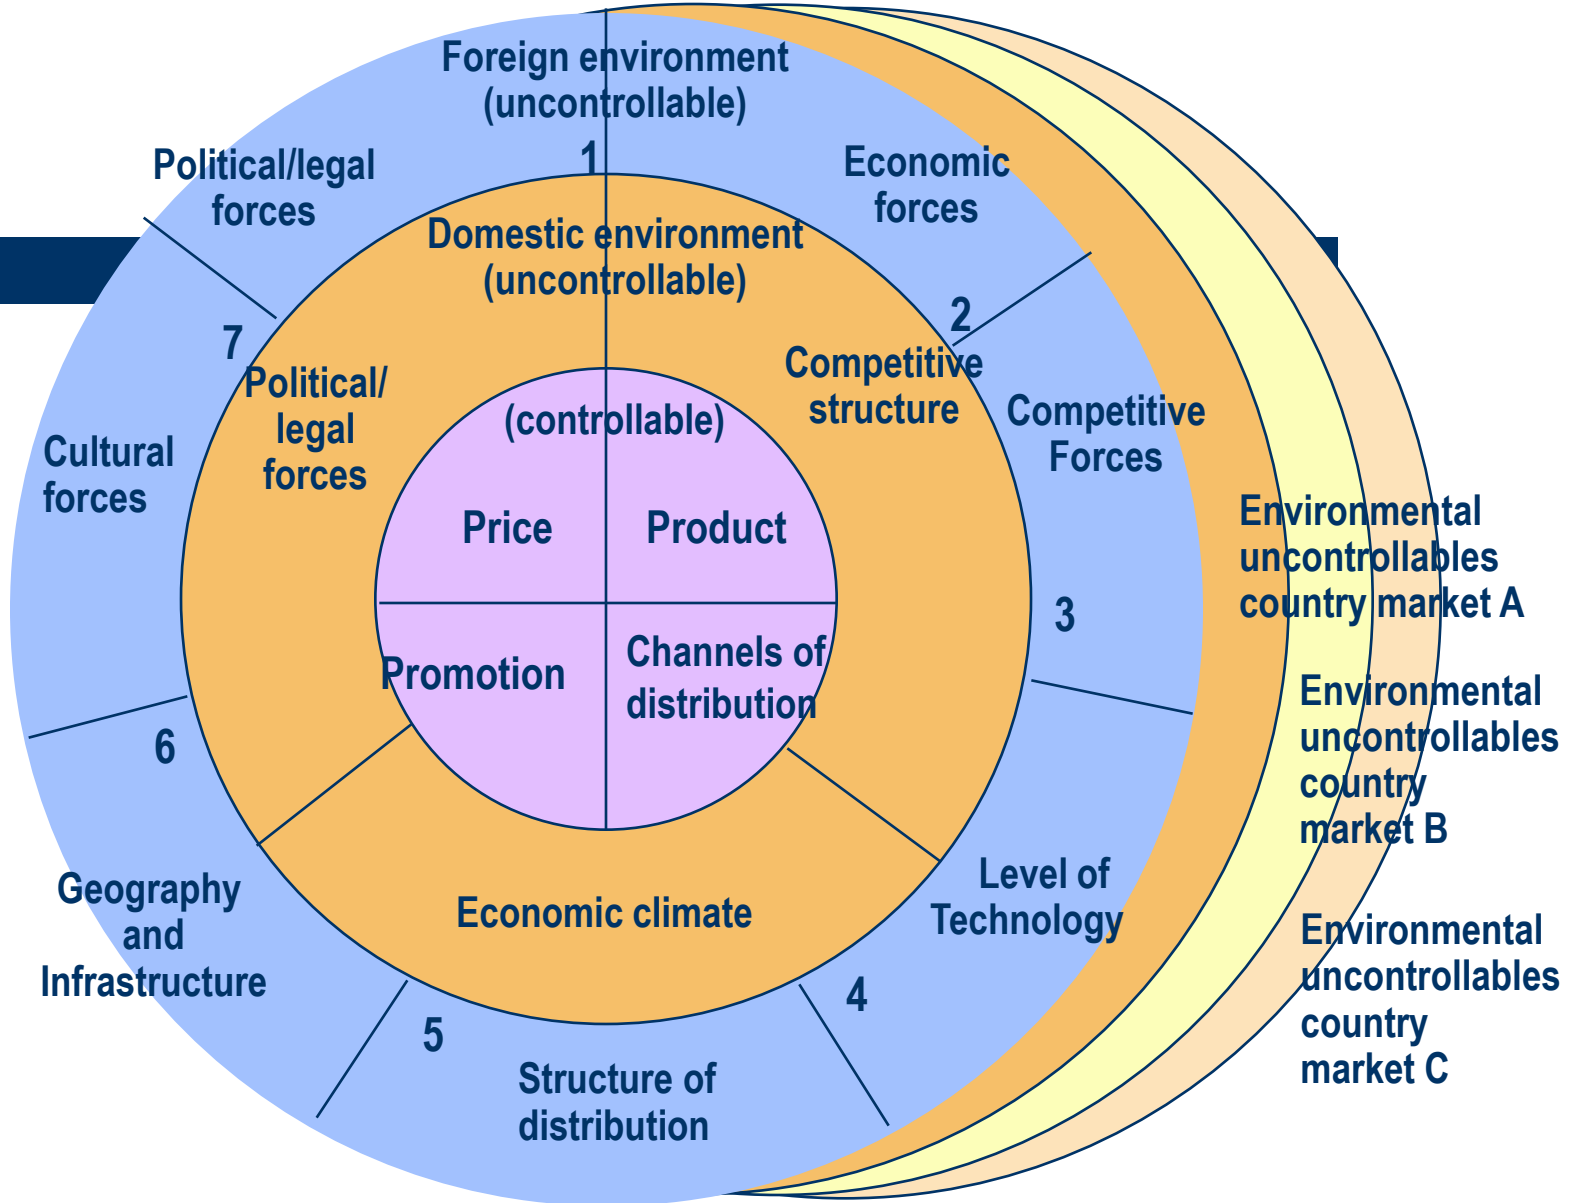 Foreign environment
(uncontrollable)
1
Political/legal
forces
Economic
forces
Domestic environment
(uncontrollable)
2
7
Political/
legal
forces
Competitive
structure
(controllable)
Competitive
Forces
Cultural
forces
Price
Product
Environmental
uncontrollables
country market A
3
Promotion
Channels of
distribution
Environmental
uncontrollables
country
market B
6
Geography
and
Infrastructure
Economic climate
Level of
Technology
Environmental
uncontrollables
country
market C
4
5
Structure of
distribution